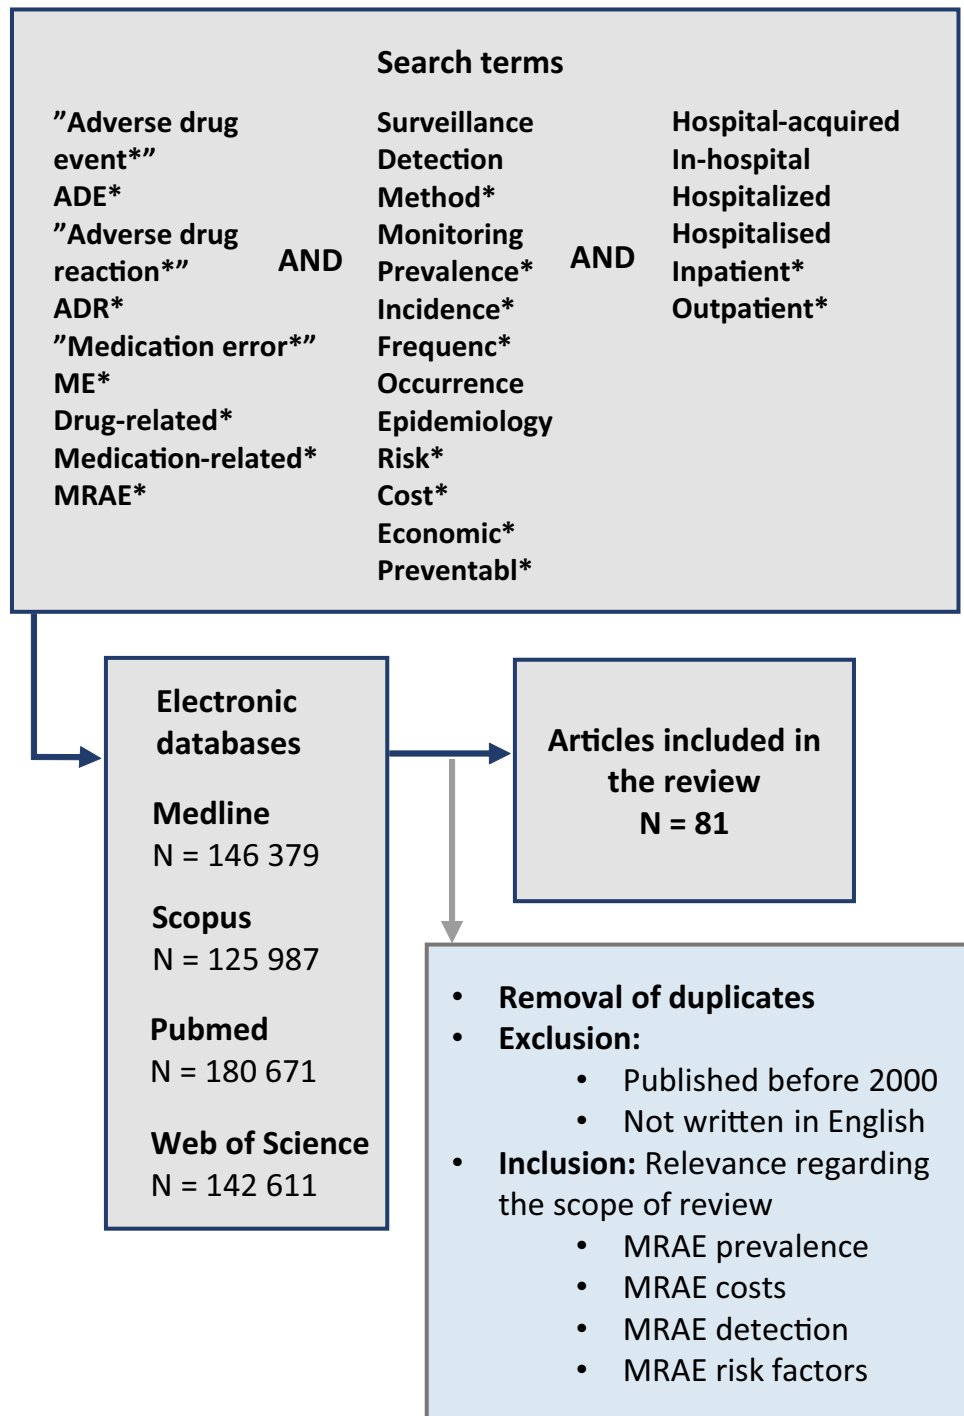 Search terms
”Adverse drug
event*”
ADE*
”Adverse drug
reaction*”
ADR*
”Medication error*”
ME*
Drug-related*
Medication-related*
MRAE*
AND
Surveillance
Detection
Method*
Monitoring
Prevalence*
Incidence*
Frequenc*
Occurrence
Epidemiology
Risk*
Cost*
Economic*
Preventabl*
AND
Hospital-acquired
In-hospital
Hospitalized
Hospitalised
Inpatient*
Outpatient*
Electronic
databases
Medline
N = 146 379
Scopus
N = 125 987
Pubmed
N = 180 671
Web of Science
N = 142 611
Articles included in
the review
N = 81
• Removal of duplicates
• Exclusion:
• Published before 2000
• Not written in English
• Inclusion: Relevance regarding
the scope of review
• MRAE prevalence
• MRAE costs
• MRAE detection
• MRAE risk factors